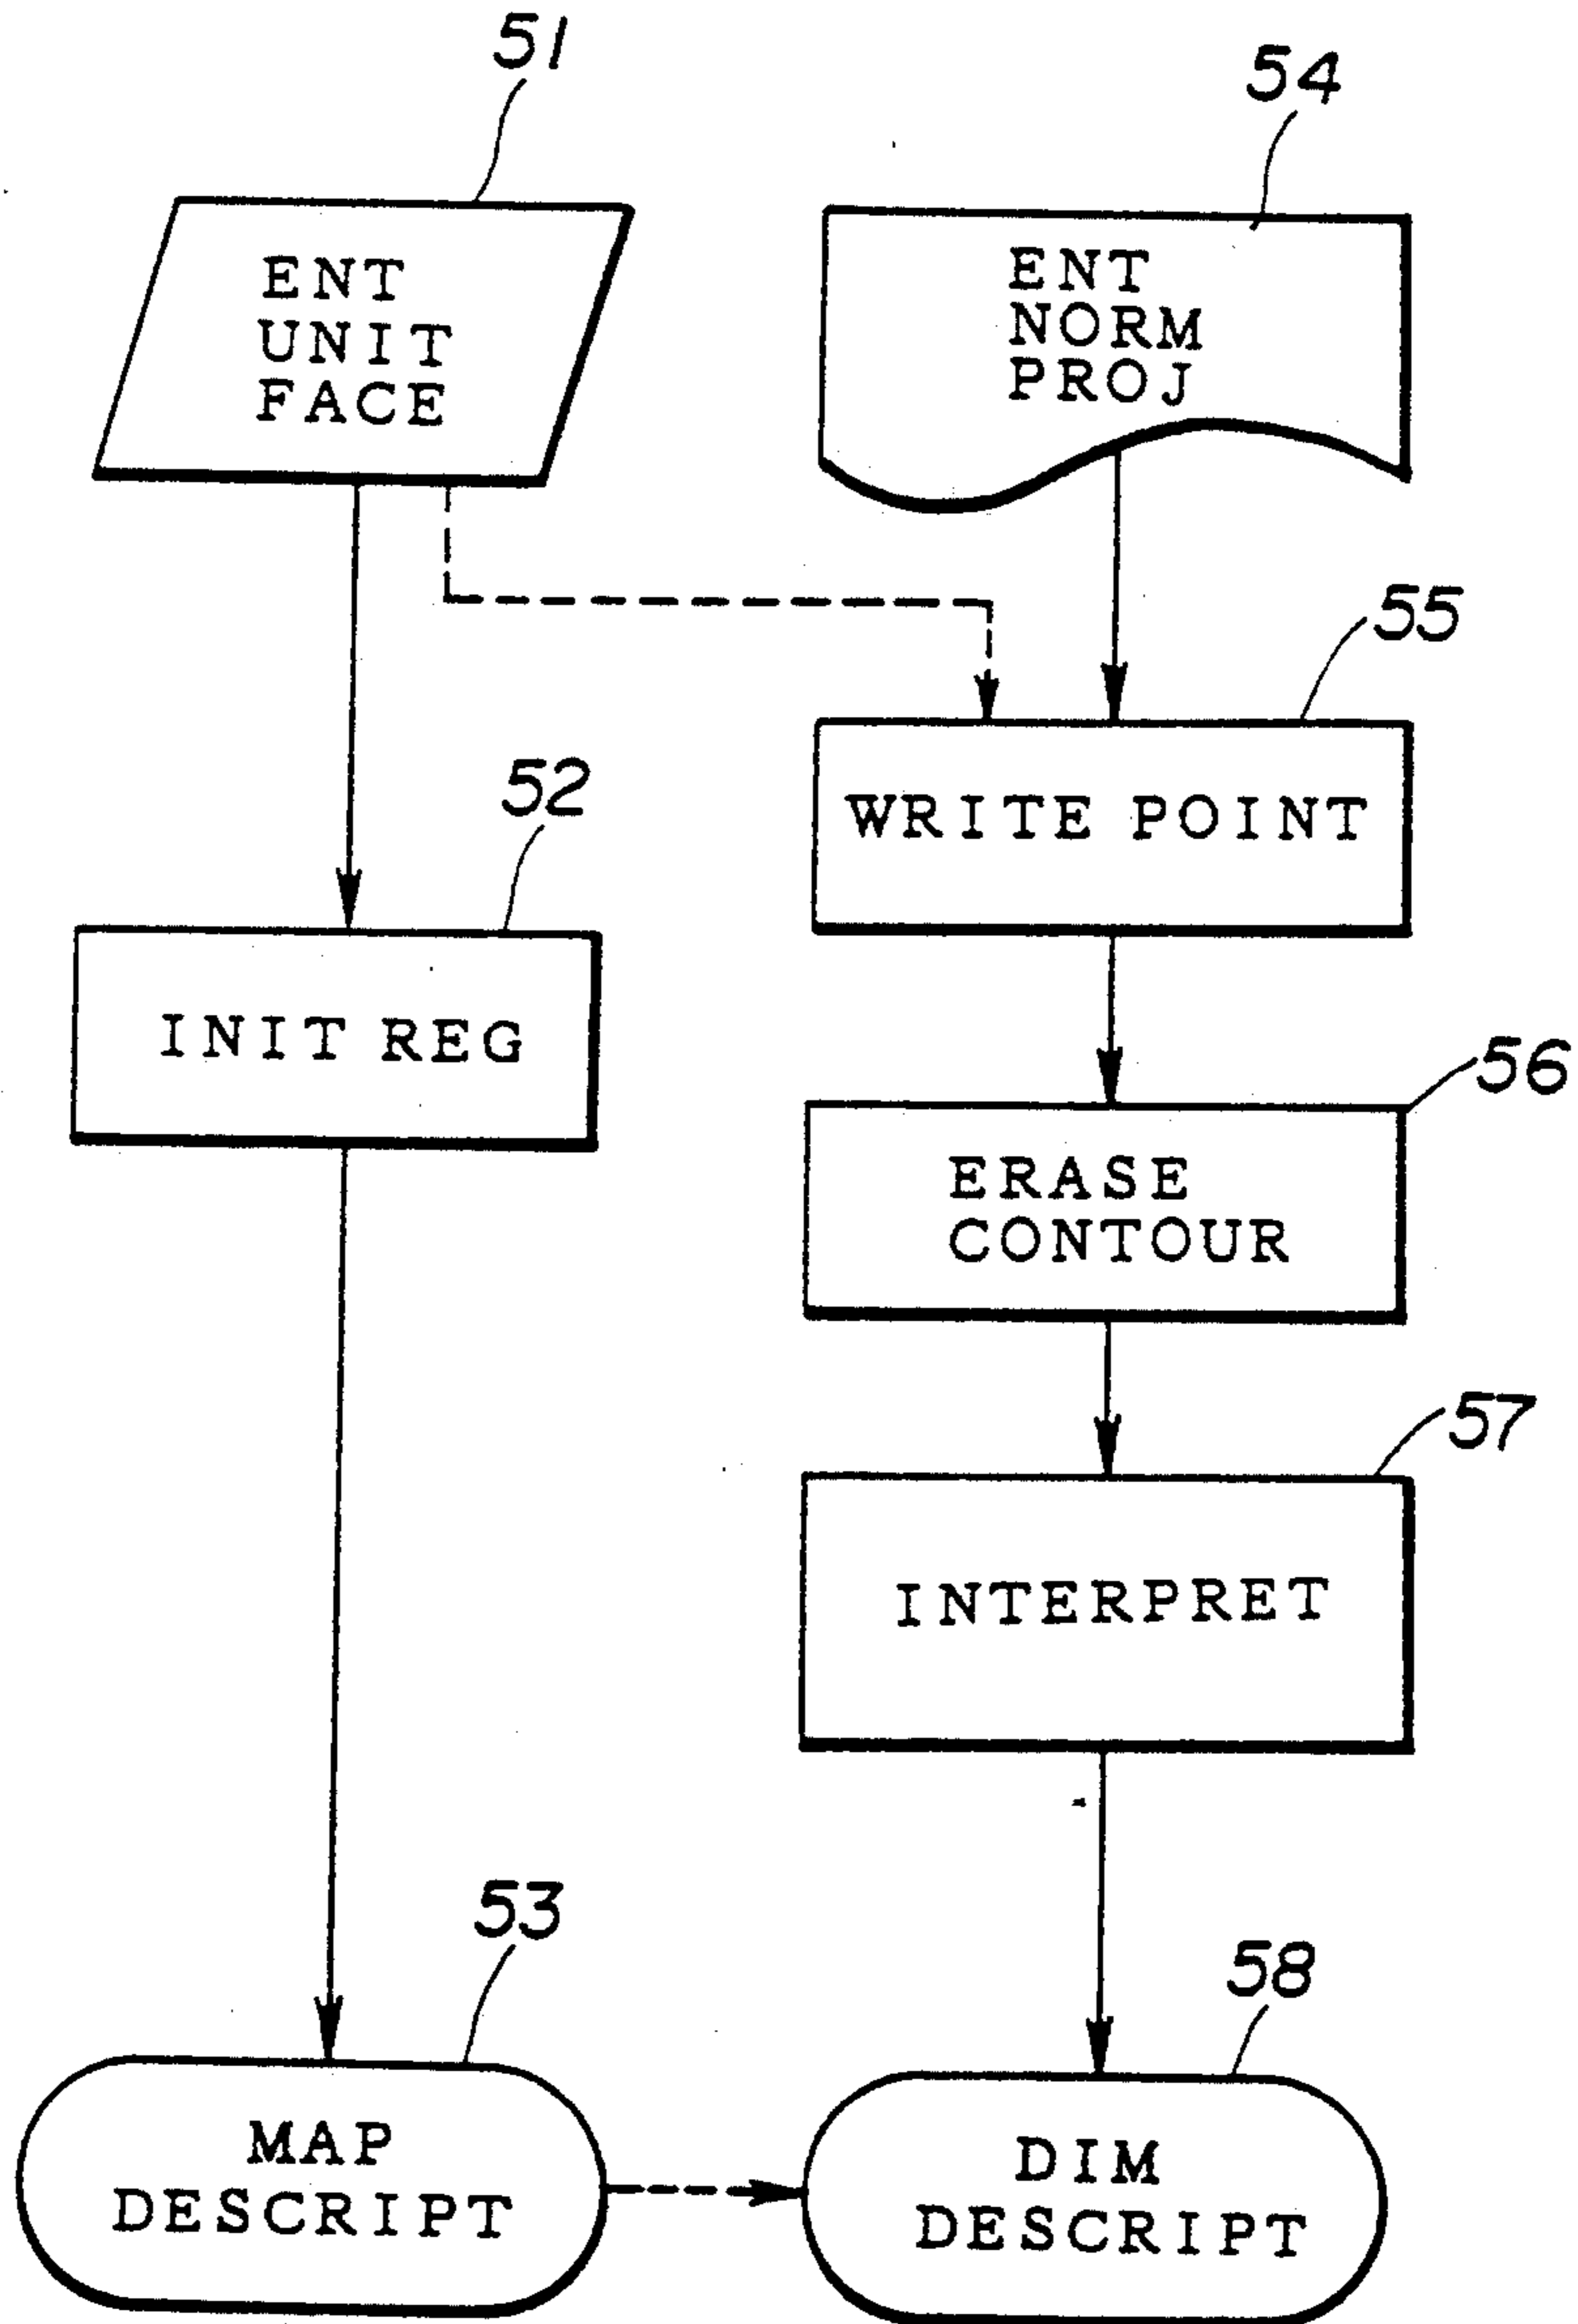 51
ENT
UNIT
FACE
54
ENT
NORM
PROJ
55
WRITE POINT
52
INIT REG
56
ERASE
CONTOUR
57
INTERPRET
53
MAP
DESCRIPT
58
DIM
DESCRIPT